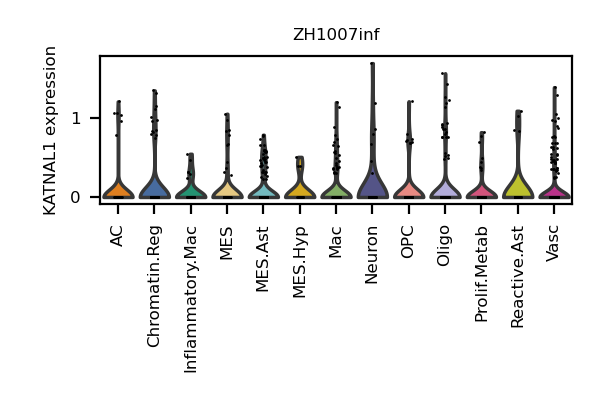 ZH1007inf
KATNAL1 expression
1
0
AC
Chromatin.Reg
Inflammatory.Mac
MES
MES.Ast
MES.Hyp
Mac
Neuron
OPC
Oligo
Prolif.Metab
Reactive.Ast
Vasc